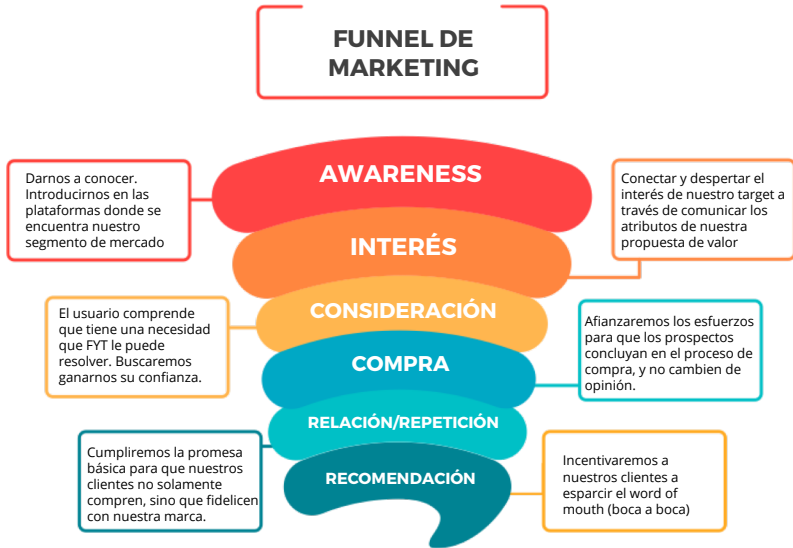 FUNNEL DE
MARKETING
AWARENESS
Darnos a conocer.
Introducirnos en las
plataformas donde se
encuentra nuestro
segmento de mercado
INTERÉS
Conectar y despertar el
interés de nuestro target a
través de comunicar los
atributos de nuestra
propuesta de valor
CONSIDERACIÓN
El usuario comprende
que tiene una necesidad
que FYT le puede
resolver. Buscaremos
ganarnos su confianza.
COMPRA
Afianzaremos los esfuerzos
para que los prospectos
concluyan en el proceso de
compra, y no cambien de
opinión.
RELACIÓN/REPETICIÓN
Cumpliremos la promesa
básica para que nuestros
clientes no solamente
compren, sino que fidelicen
con nuestra marca.
RECOMENDACIÓN
Incentivaremos a
nuestros clientes a
esparcir el word of
mouth (boca a boca)